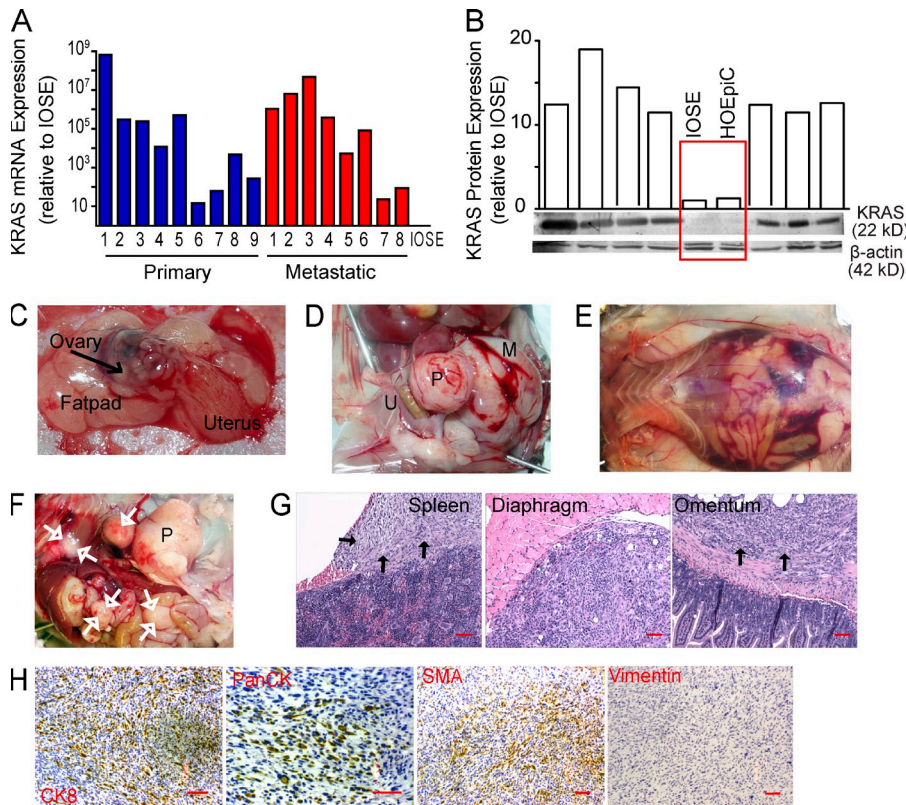 A
KRAS mRNA Expression
(relative to IOSE)
10⁹
10⁷
10⁵
10³
10
1 2 3 4 5 6 7 8 9 1 2 3 4 5 6 7 8 IOSE
Primary Metastatic
B
KRAS Protein Expression
(relative to IOSE)
20
10
0
IOSE
HOEpiC
KRAS
(22 kD)
β-actin
(42 kD)
C
Ovary
Fatpad
Uterus
D
M
P
U
E
F
P
G
Spleen
Diaphragm
Omentum
H
CK8
PanCK
SMA
Vimentin